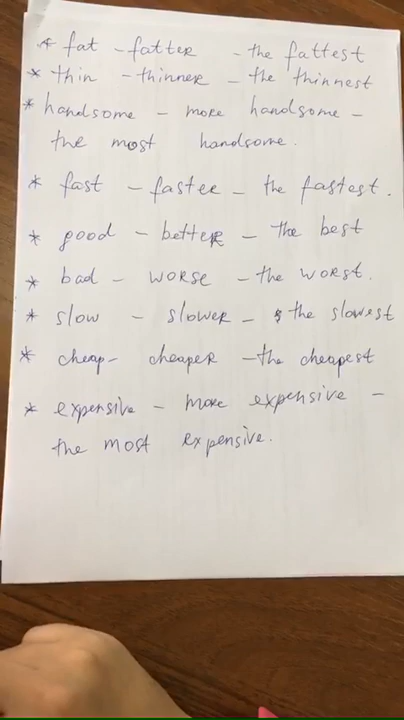 * fat - fatter - the fattest
* thin - thinner - the thinnest
* handsome - more handsome -
the most handsome.
* fast - faster - the fastest.
* good - better - the best
* bad - worse - the worst.
* slow - slower - the slowest
* cheap - cheaper - the cheapest
* expensive - more expensive -
the most expensive.